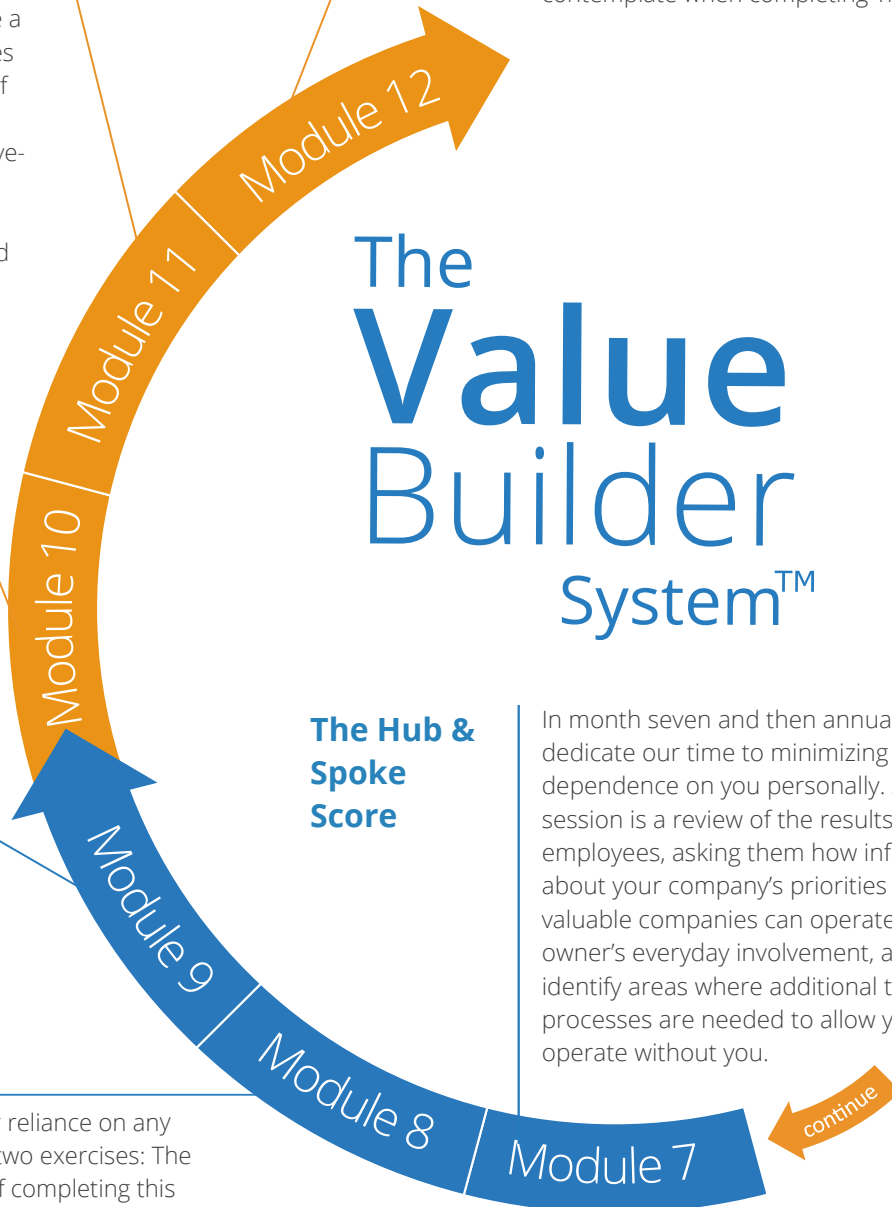 e a
es
f
ve-
d
Module 12
Module 11
Module 10
The
Value
Builder
System™
The Hub &
Spoke
Score
In month seven and then annua
dedicate our time to minimizing
dependence on you personally.
session is a review of the results
employees, asking them how inf
about your company's priorities
valuable companies can operate
owner's everyday involvement, a
identify areas where additional t
processes are needed to allow y
operate without you.
Module 9
Module 8
Module 7
continue
reliance on any
two exercises: The
f completing this